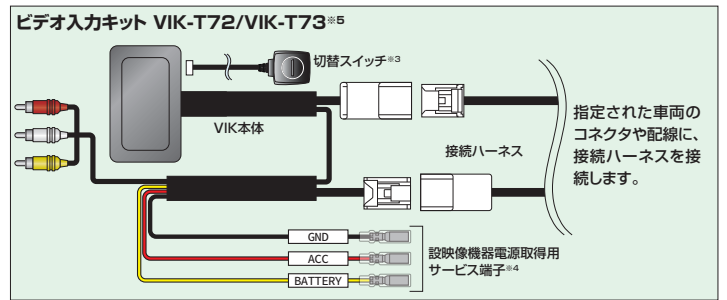 ビデオ入力キット VIK-T72/VIK-T73※5
切替スイッチ※3
VIK本体
接続ハーネス
指定された車両の
コネクタや配線に、
接続ハーネスを接
続します。
GND
ACC
BATTERY
設映像機器電源取得用
サービス端子※4